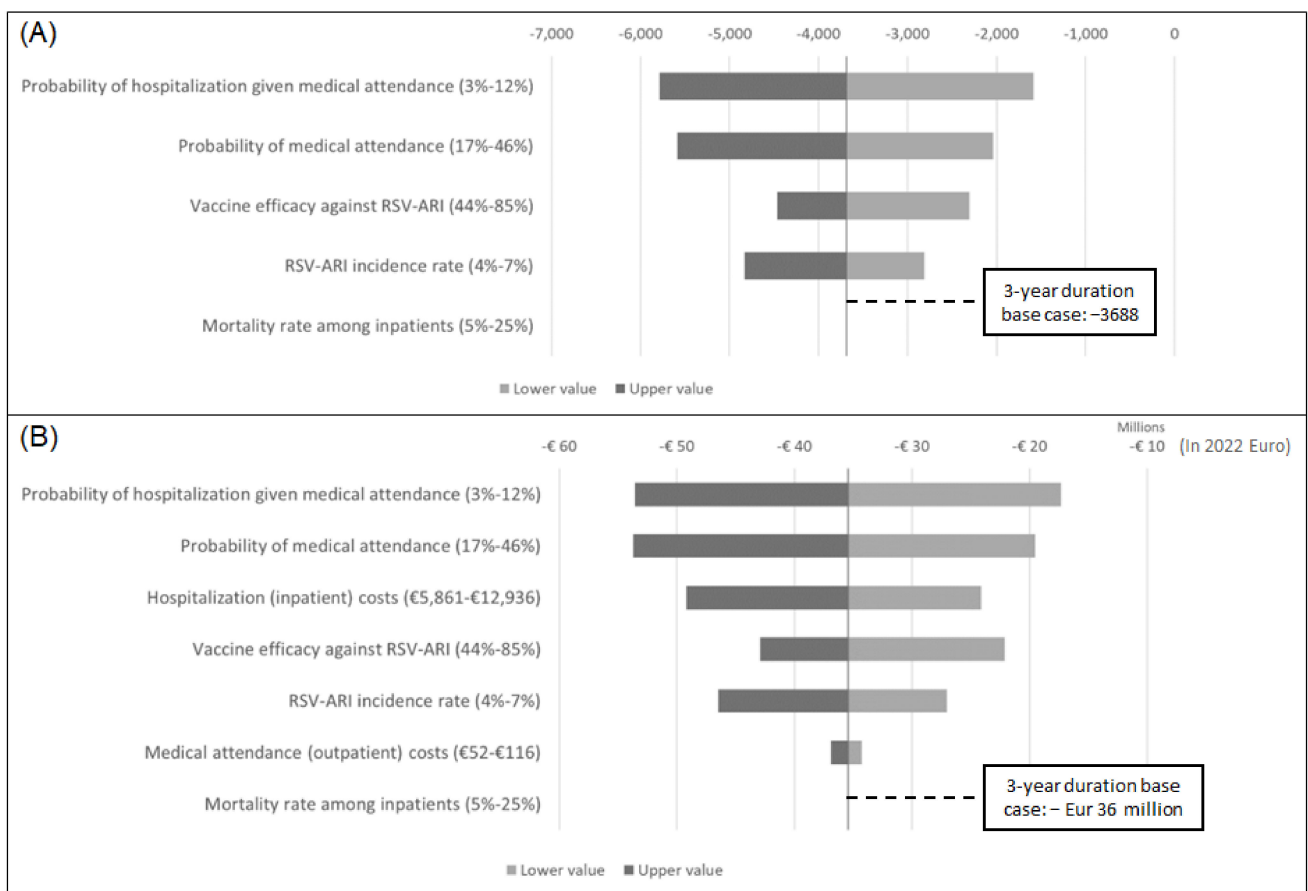 (A)
-7,000 -6,000 -5,000 -4,000 -3,000 -2,000 -1,000 0
Probability of hospitalization given medical attendance (3%-12%)
Probability of medical attendance (17%-46%)
Vaccine efficacy against RSV-ARI (44%-85%)
RSV-ARI incidence rate (4%-7%)
Mortality rate among inpatients (5%-25%)
3-year duration
base case: −3688
Lower value Upper value
(B)
Millions
-€ 60 -€ 50 -€ 40 -€ 30 -€ 20 -€ 10 (In 2022 Euro)
Probability of hospitalization given medical attendance (3%-12%)
Probability of medical attendance (17%-46%)
Hospitalization (inpatient) costs (€5,861-€12,936)
Vaccine efficacy against RSV-ARI (44%-85%)
RSV-ARI incidence rate (4%-7%)
Medical attendance (outpatient) costs (€52-€116)
Mortality rate among inpatients (5%-25%)
3-year duration base
case: − Eur 36 million
Lower value Upper value